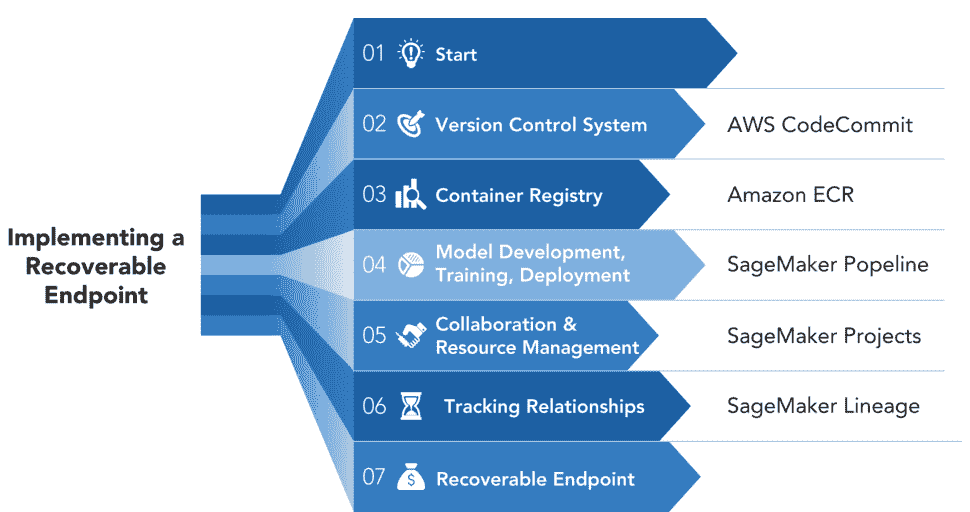 Implementing a
Recoverable
Endpoint
01 Start
02 Version Control System AWS CodeCommit
03 Container Registry Amazon ECR
04 Model Development,
Training, Deployment SageMaker Popeline
05 Collaboration &
Resource Management SageMaker Projects
06 Tracking Relationships SageMaker Lineage
07 $ Recoverable Endpoint